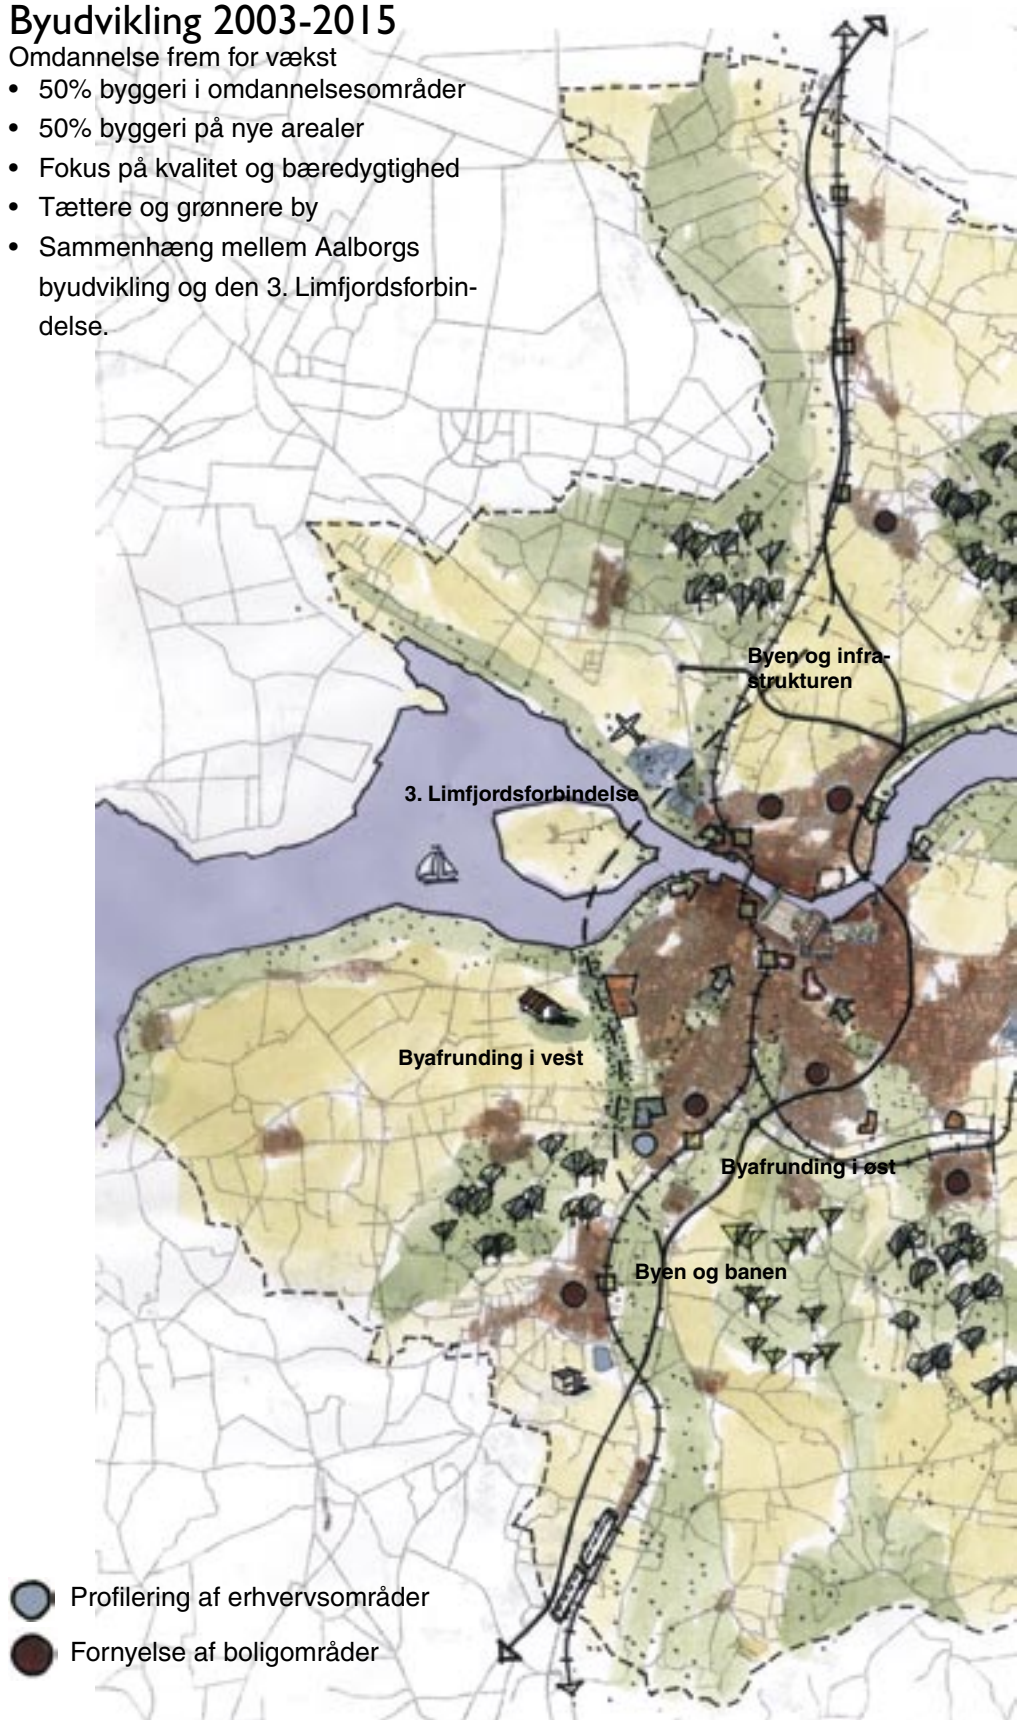 Byudvikling 2003-2015
Omdannelse frem for vækst
• 50% byggeri i omdannelsesområder
• 50% byggeri på nye arealer
• Fokus på kvalitet og bæredygtighed
• Tættere og grønnere by
• Sammenhæng mellem Aalborgs
byudvikling og den 3. Limfjordsforbin-
delse.
Byen og infra-
strukturen
3. Limfjordsforbindelse
Byafrunding i vest
Byafrunding i øst
Byen og banen
Profilering af erhvervsområder
Fornyelse af boligområder